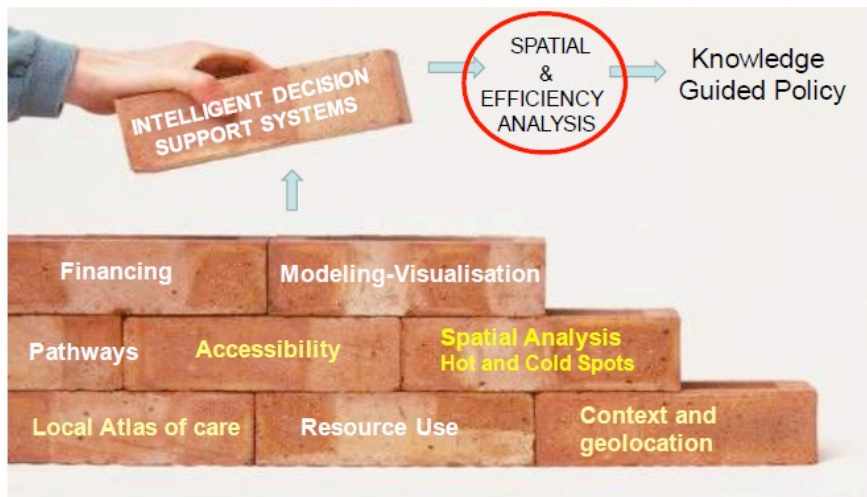 INTELLIGENT DECISION
SUPPORT SYSTEMS
SPATIAL
&
EFFICIENCY
ANALYSIS
Knowledge
Guided Policy
Financing
Modeling-Visualisation
Pathways
Accessibility
Spatial Analysis
Hot and Cold Spots
Local Atlas of care
Resource Use
Context and
geolocation